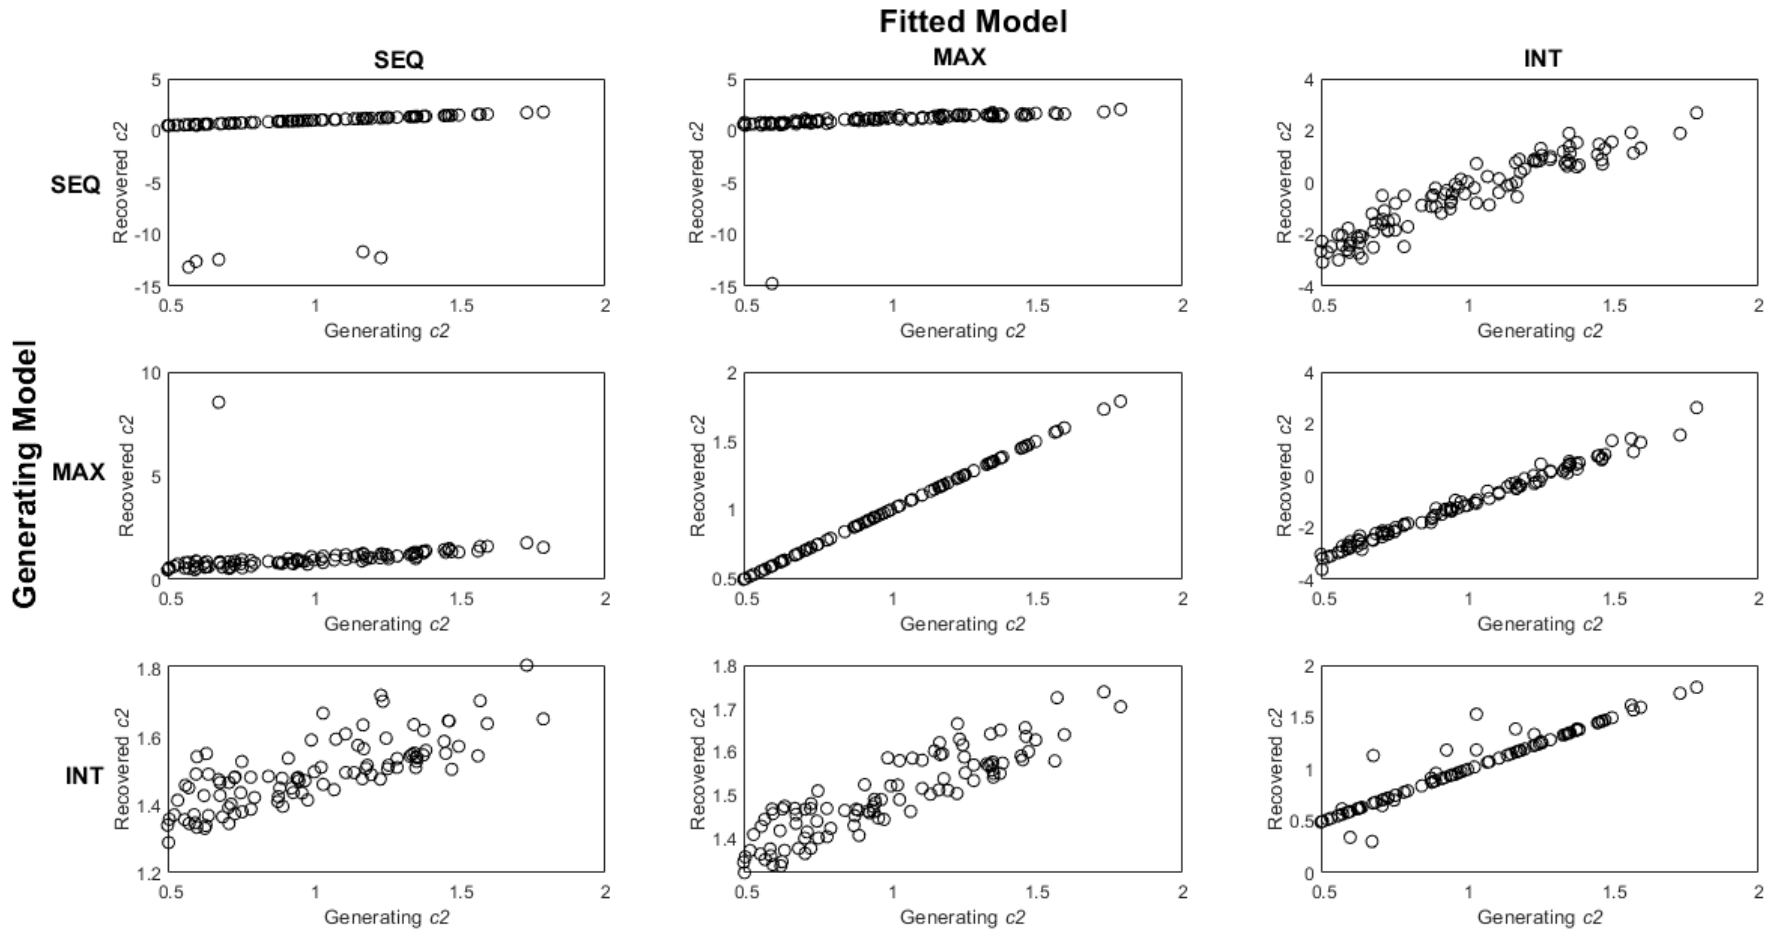 Fitted Model
SEQ
MAX
INT
Generating Model
SEQ
Recovered c2
5
0
-5
-10
-15
0.5 1 1.5 2
Generating c2
Recovered c2
5
0
-5
-10
-15
0.5 1 1.5 2
Generating c2
Recovered c2
4
2
0
-2
-4
0.5 1 1.5 2
Generating c2
MAX
Recovered c2
10
5
0
0.5 1 1.5 2
Generating c2
Recovered c2
2
1.5
1
0.5
0.5 1 1.5 2
Generating c2
Recovered c2
4
2
0
-2
-4
0.5 1 1.5 2
Generating c2
INT
Recovered c2
1.8
1.6
1.4
1.2
0.5 1 1.5 2
Generating c2
Recovered c2
1.8
1.7
1.6
1.5
1.4
0.5 1 1.5 2
Generating c2
Recovered c2
2
1.5
1
0.5
0
0.5 1 1.5 2
Generating c2